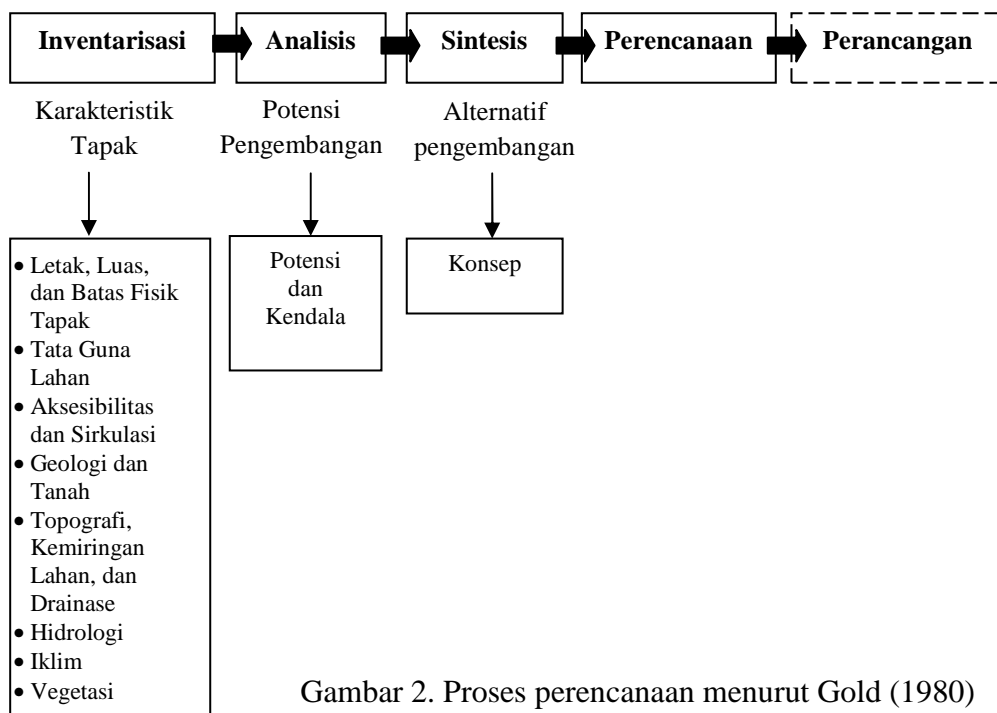 Inventarisasi
Analisis
Sintesis
Perencanaan
Perancangan
Karakteristik
Tapak
Potensi
Pengembangan
Alternatif
pengembangan
• Letak, Luas,
dan Batas Fisik
Tapak
• Tata Guna
Lahan
• Aksesibilitas
dan Sirkulasi
• Geologi dan
Tanah
• Topografi,
Kemiringan
Lahan, dan
Drainase
• Hidrologi
• Iklim
• Vegetasi
Potensi
dan
Kendala
Konsep
Gambar 2. Proses perencanaan menurut Gold (1980)